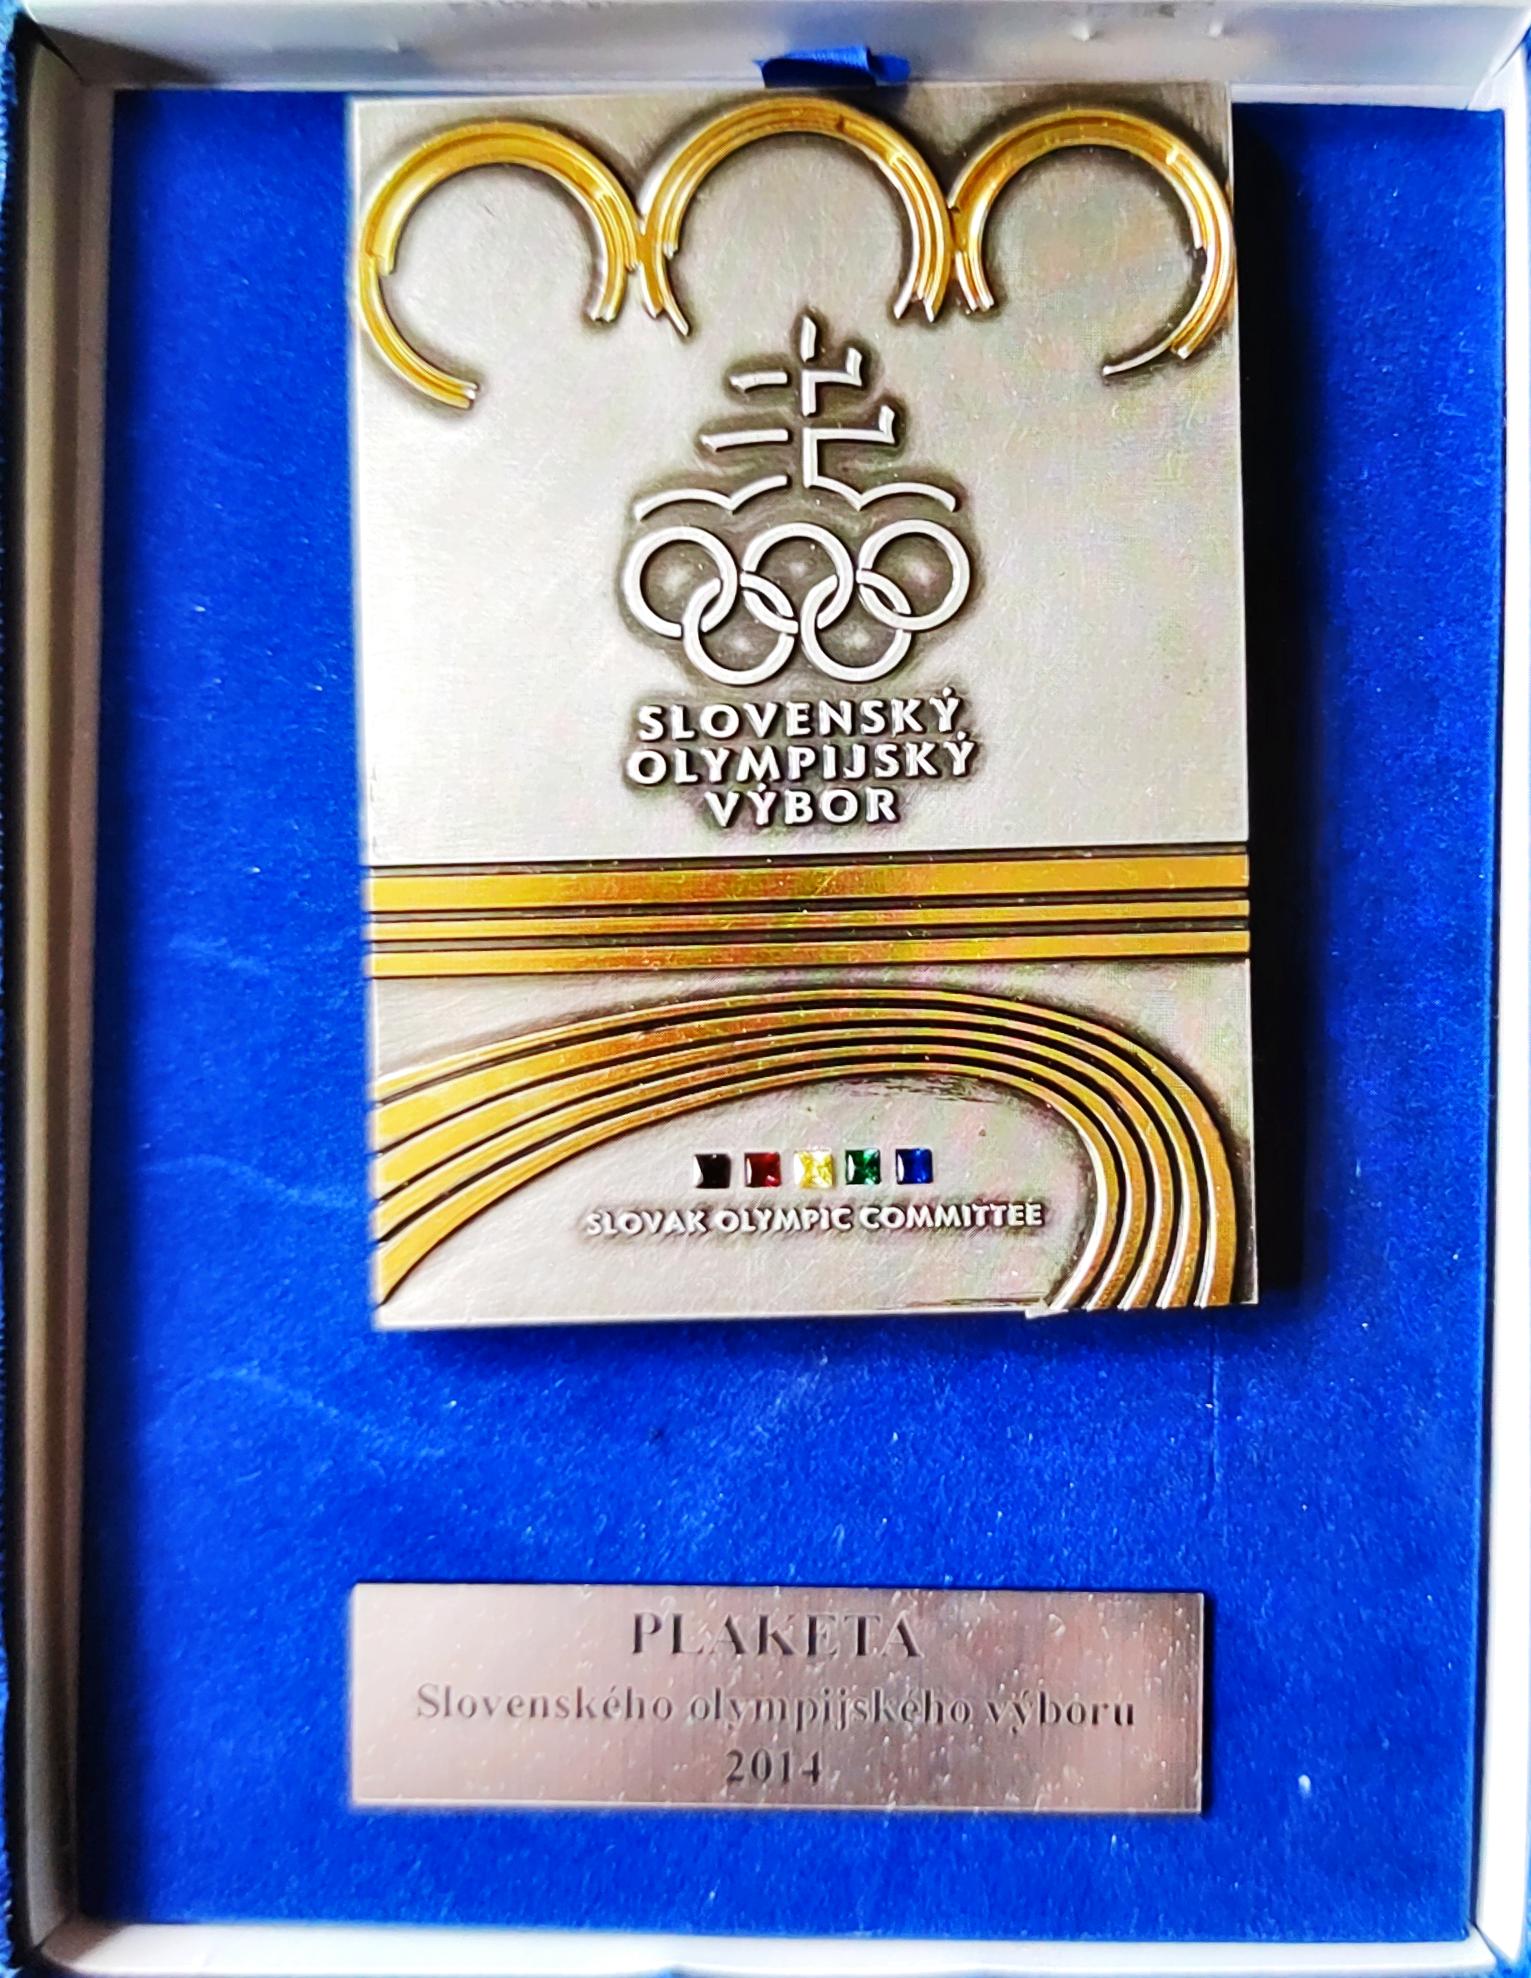 SLOVENSKÝ
OLYMPIJSKÝ
VÝBOR
SLOVAK OLYMPIC COMMITTEE
PLAKETA
Slovenského olympijského výboru
2014